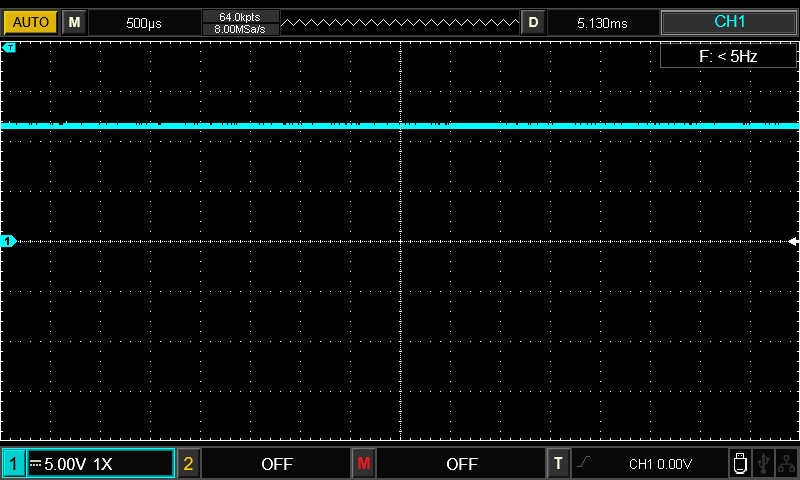 AUTO M 500µs 64.0kpts D 5.130ms CH1
8.00MSa/s
T
F: < 5Hz
1
1 5.00V 1X 2 OFF M OFF T CH1 0.00V